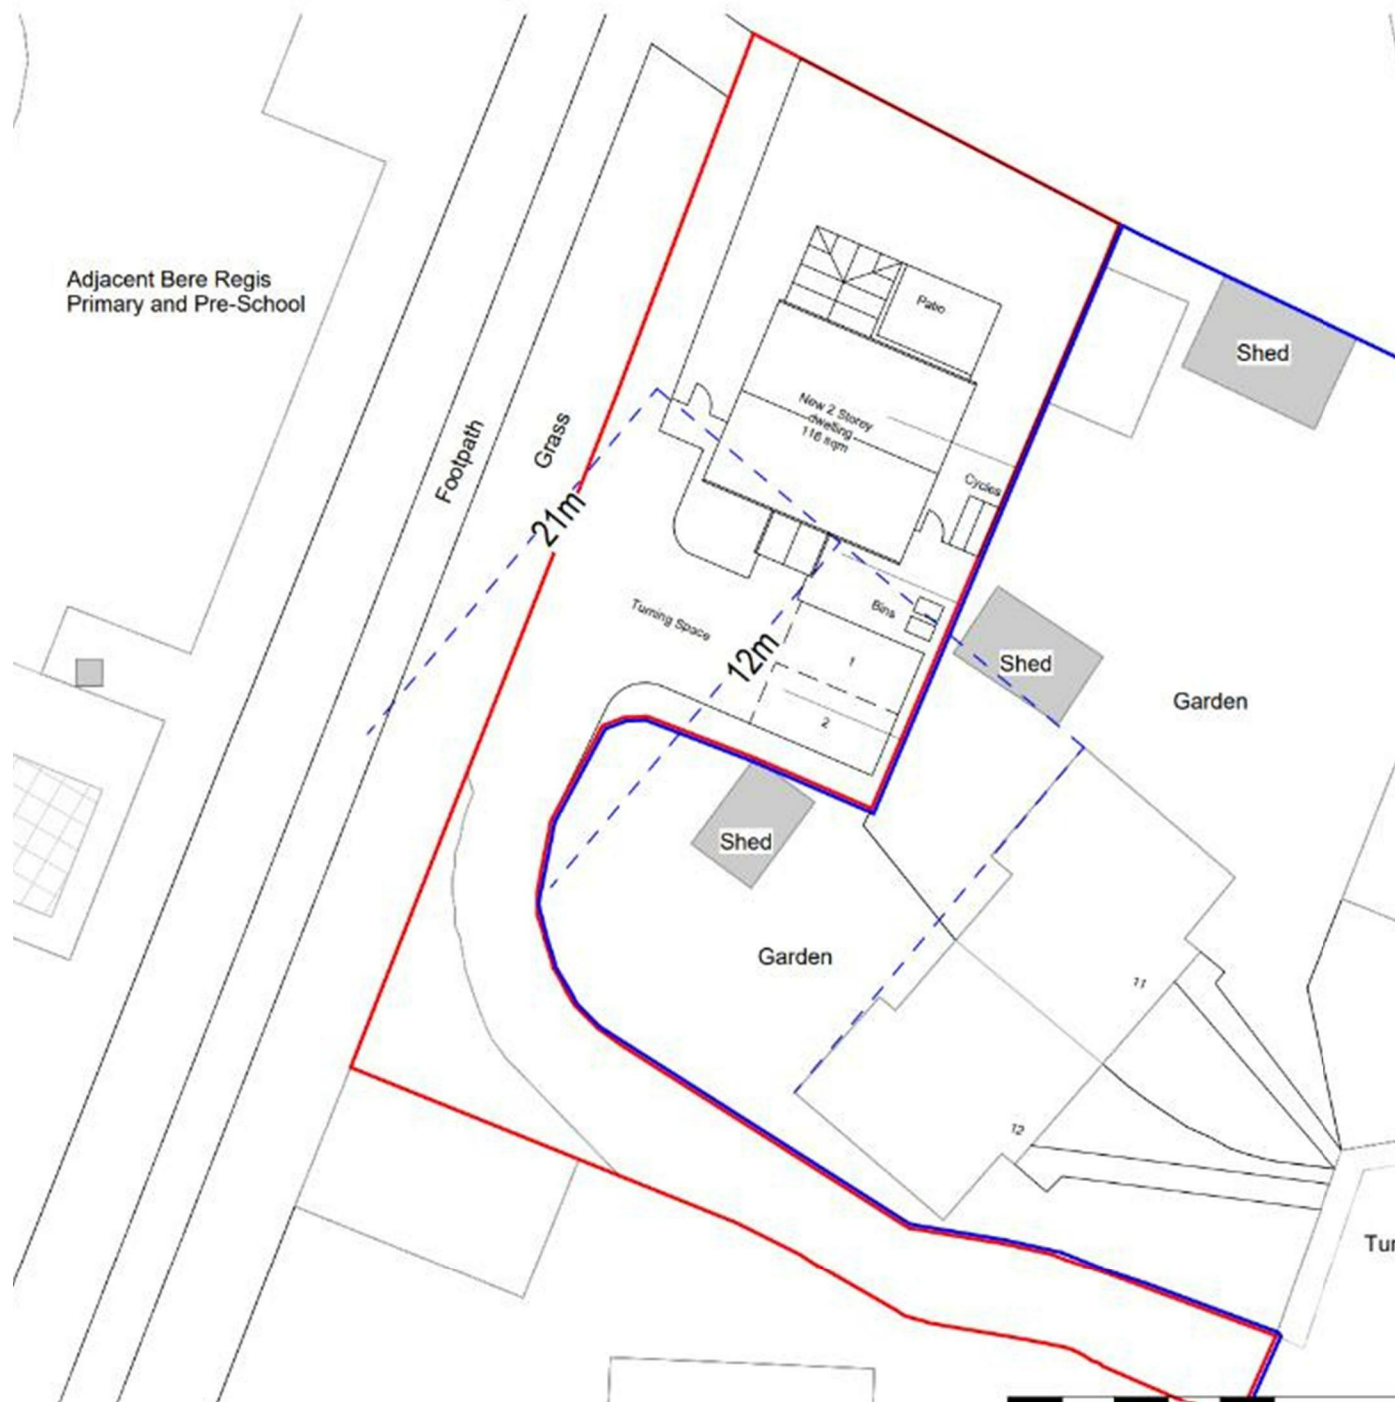 Adjacent Bere Regis
Primary and Pre-School
Footpath
Grass
21m
Patio
New 2 Storey
dwelling
116 sqm
Cycles
Shed
Turning Space
12m
Bins
1
2
Shed
Garden
Shed
Garden
11
12
Tur